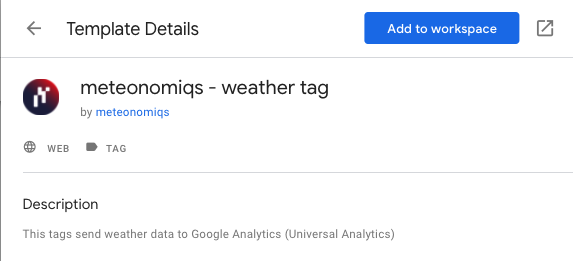 Template Details
Add to workspace
meteonomiqs - weather tag
by meteonomiqs
WEB TAG
Description
This tags send weather data to Google Analytics (Universal Analytics)